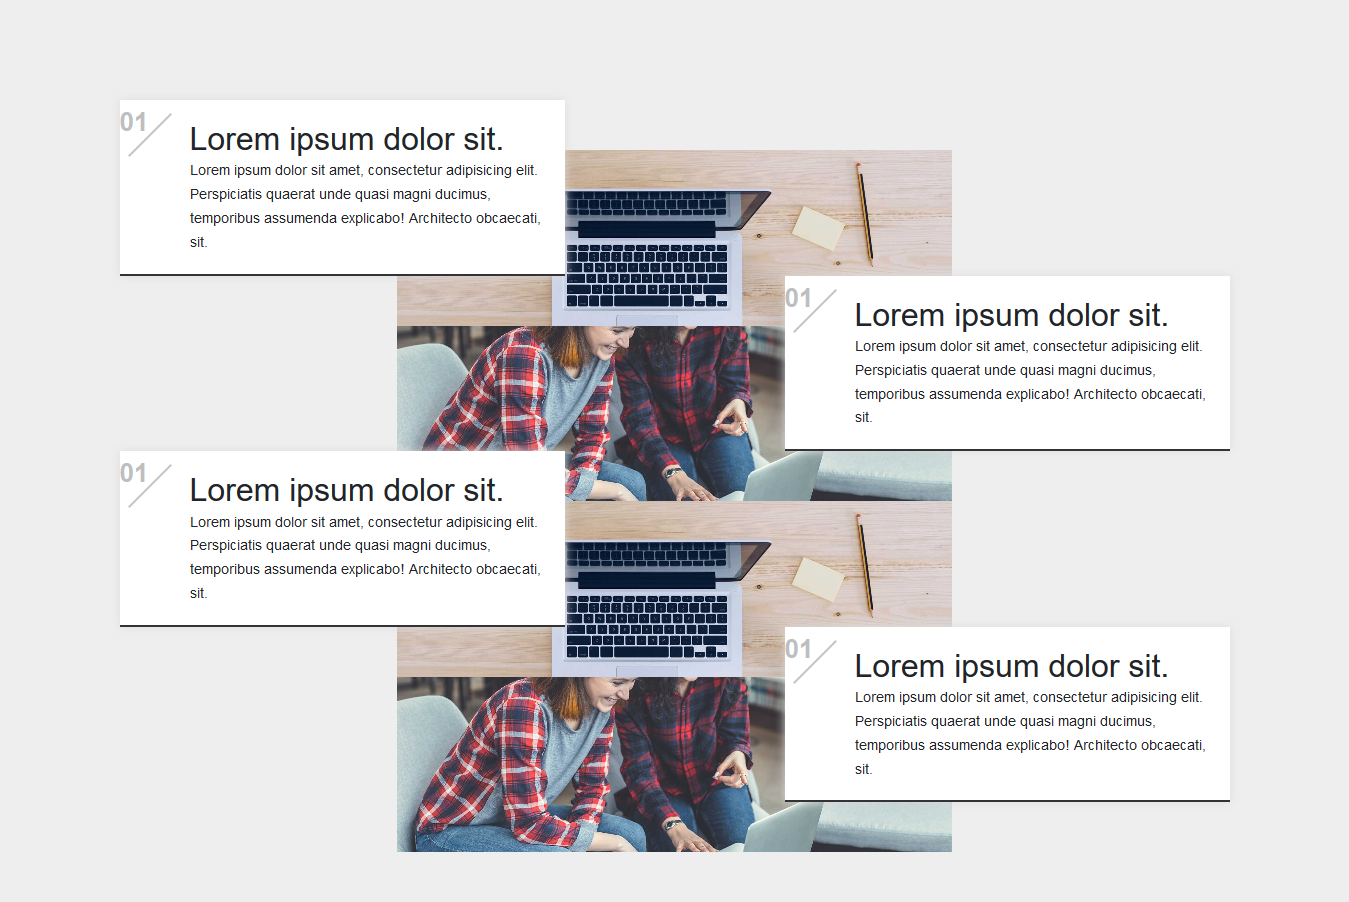 01
Lorem ipsum dolor sit.
Lorem ipsum dolor sit amet, consectetur adipisicing elit.
Perspiciatis quaerat unde quasi magni ducimus,
temporibus assumenda explicabo! Architecto obcaecati,
sit.
01
Lorem ipsum dolor sit.
Lorem ipsum dolor sit amet, consectetur adipisicing elit.
Perspiciatis quaerat unde quasi magni ducimus,
temporibus assumenda explicabo! Architecto obcaecati,
sit.
01
Lorem ipsum dolor sit.
Lorem ipsum dolor sit amet, consectetur adipisicing elit.
Perspiciatis quaerat unde quasi magni ducimus,
temporibus assumenda explicabo! Architecto obcaecati,
sit.
01
Lorem ipsum dolor sit.
Lorem ipsum dolor sit amet, consectetur adipisicing elit.
Perspiciatis quaerat unde quasi magni ducimus,
temporibus assumenda explicabo! Architecto obcaecati,
sit.